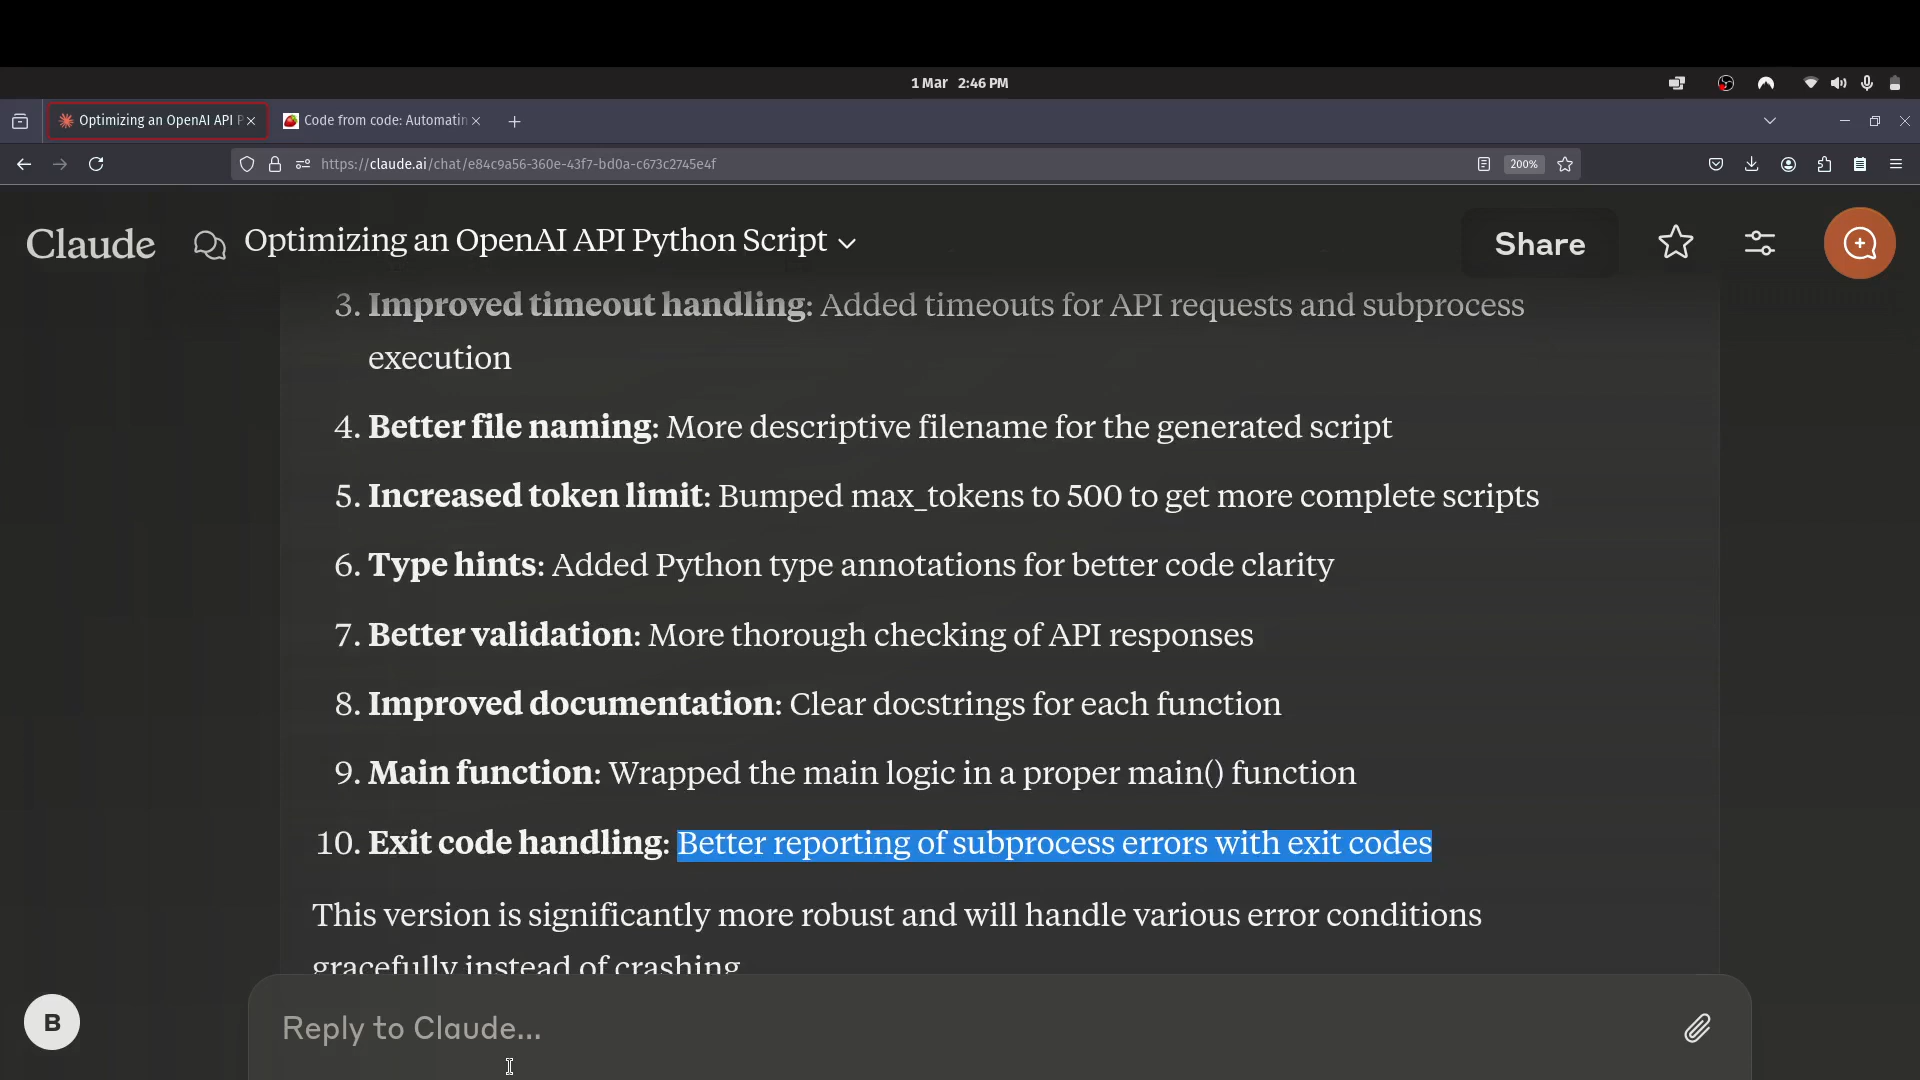 1 Mar 2:46 PM
Optimizing an OpenAI API P
Code from code: Automatin
https://claude.ai/chat/e84c9a56-360e-43f7-bd0a-c673c2745e4f
200%
Claude
Optimizing an OpenAI API Python Script
Share
3. Improved timeout handling: Added timeouts for API requests and subprocess
execution
4. Better file naming: More descriptive filename for the generated script
5. Increased token limit: Bumped max_tokens to 500 to get more complete scripts
6. Type hints: Added Python type annotations for better code clarity
7. Better validation: More thorough checking of API responses
8. Improved documentation: Clear docstrings for each function
9. Main function: Wrapped the main logic in a proper main() function
10. Exit code handling: Better reporting of subprocess errors with exit codes
This version is significantly more robust and will handle various error conditions
gracefully instead of crashing
B
Reply to Claude...